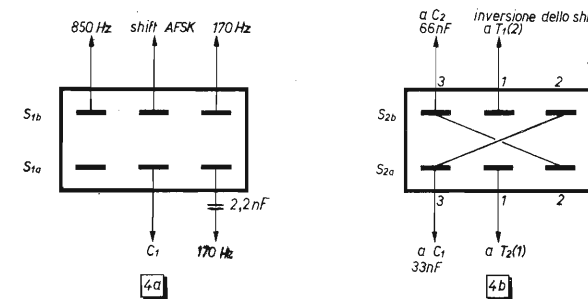 850 Hz shift AFSK 170 Hz
S1b
S1a
2,2nF
C1 170 Hz
4a
a C2 inversione dello shi
66nF a T1(2)
3 1 2
S2b
S2a
3 1 2
a C1 a T2(1)
33nF
4b